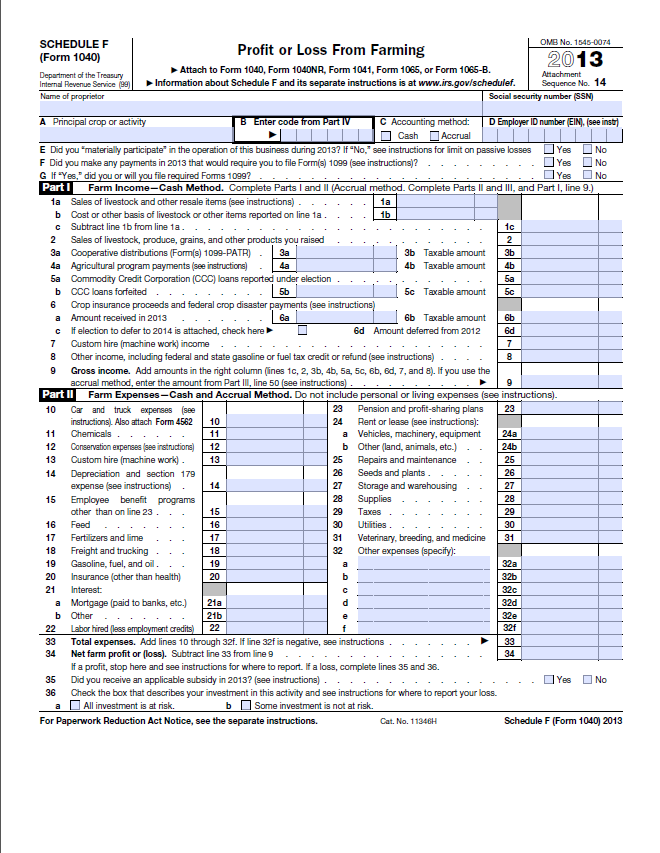 SCHEDULE F
(Form 1040)
Department of the Treasury
Internal Revenue Service (99)
Profit or Loss From Farming
▶ Attach to Form 1040, Form 1040NR, Form 1041, Form 1065, or Form 1065-B.
▶ Information about Schedule F and its separate instructions is at www.irs.gov/schedulef.
OMB No. 1545-0074
2013
Attachment
Sequence No. 14
Name of proprietor
Social security number (SSN)
A Principal crop or activity
B Enter code from Part IV
▶
C Accounting method:
Cash Accrual
D Employer ID number (EIN), (see instr)
E Did you “materially participate” in the operation of this business during 2013? If “No,” see instructions for limit on passive losses Yes No
F Did you make any payments in 2013 that would require you to file Form(s) 1099 (see instructions)? . . . . . . . . . Yes No
G If “Yes,” did or will you file required Forms 1099? . . . . . . . . . . . . . . . . . . . Yes No
Part I Farm Income—Cash Method. Complete Parts I and II (Accrual method. Complete Parts II and III, and Part I, line 9.)
1a Sales of livestock and other resale items (see instructions) . . . . . . 1a
b Cost or other basis of livestock or other items reported on line 1a . . . 1b
c Subtract line 1b from line 1a . . . . . . . . . . . . . . . . . . . . 1c
2 Sales of livestock, produce, grains, and other products you raised . . . . . . . . . . 2
3a Cooperative distributions (Form(s) 1099-PATR) . 3a 3b Taxable amount 3b
4a Agricultural program payments (see instructions) . 4a 4b Taxable amount 4b
5a Commodity Credit Corporation (CCC) loans reported under election . . . . . . . . . . 5a
b CCC loans forfeited . . . . . . . 5b 5c Taxable amount 5c
6 Crop insurance proceeds and federal crop disaster payments (see instructions)
a Amount received in 2013 . . . . . . 6a 6b Taxable amount 6b
c If election to defer to 2014 is attached, check here ▶ 6d Amount deferred from 2012 6d
7 Custom hire (machine work) income . . . . . . . . . . . . . . . . . 7
8 Other income, including federal and state gasoline or fuel tax credit or refund (see instructions) . . . . 8
9 Gross income. Add amounts in the right column (lines 1c, 2, 3b, 4b, 5a, 5c, 6b, 6d, 7, and 8). If you use the
accrual method, enter the amount from Part III, line 50 (see instructions) . . . . . . . . ▶ 9
Part II Farm Expenses—Cash and Accrual Method. Do not include personal or living expenses (see instructions).
10 Car and truck expenses (see
instructions). Also attach Form 4562 10
11 Chemicals . . . . . . 11
12 Conservation expenses (see instructions) 12
13 Custom hire (machine work) . 13
14 Depreciation and section 179
expense (see instructions) . 14
15 Employee benefit programs
other than on line 23 . . . 15
16 Feed . . . . . . 16
17 Fertilizers and lime . . . 17
18 Freight and trucking . . . 18
19 Gasoline, fuel, and oil . . . 19
20 Insurance (other than health) 20
21 Interest:
a Mortgage (paid to banks, etc.) 21a
b Other . . . . . . 21b
22 Labor hired (less employment credits) 22
23 Pension and profit-sharing plans 23
24 Rent or lease (see instructions):
a Vehicles, machinery, equipment 24a
b Other (land, animals, etc.) . . 24b
25 Repairs and maintenance . . 25
26 Seeds and plants . . . . 26
27 Storage and warehousing . . 27
28 Supplies . . . . . . 28
29 Taxes . . . . . . . 29
30 Utilities . . . . . . . 30
31 Veterinary, breeding, and medicine 31
32 Other expenses (specify):
a 32a
b 32b
c 32c
d 32d
e 32e
f 32f
33 Total expenses. Add lines 10 through 32f. If line 32f is negative, see instructions . . . . . . . ▶ 33
34 Net farm profit or (loss). Subtract line 33 from line 9 . . . . . . . . . . . . . . 34
If a profit, stop here and see instructions for where to report. If a loss, complete lines 35 and 36.
35 Did you receive an applicable subsidy in 2013? (see instructions) . . . . . . . . . . . . . . . Yes No
36 Check the box that describes your investment in this activity and see instructions for where to report your loss.
a All investment is at risk. b Some investment is not at risk.
For Paperwork Reduction Act Notice, see the separate instructions. Cat. No. 11346H Schedule F (Form 1040) 2013